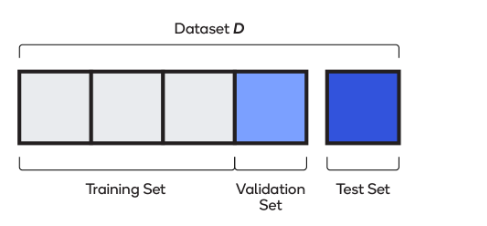 Dataset D
Training Set
Validation
Set
Test Set